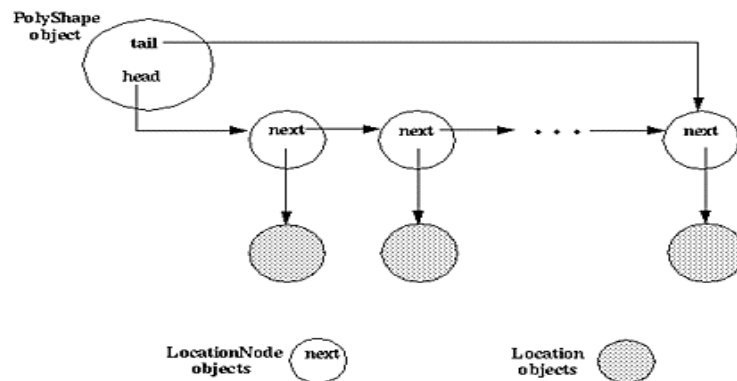 PolyShape
object
tail
head
next
next
. . .
next
LocationNode
objects
next
Location
objects